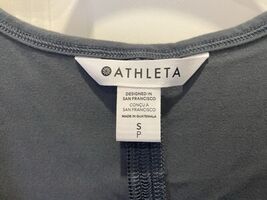 ATHLETA
DESIGNED IN
SAN FRANCISCO
CONÇU À
SAN FRANCISCO
MADE IN GUATEMALA
S
P